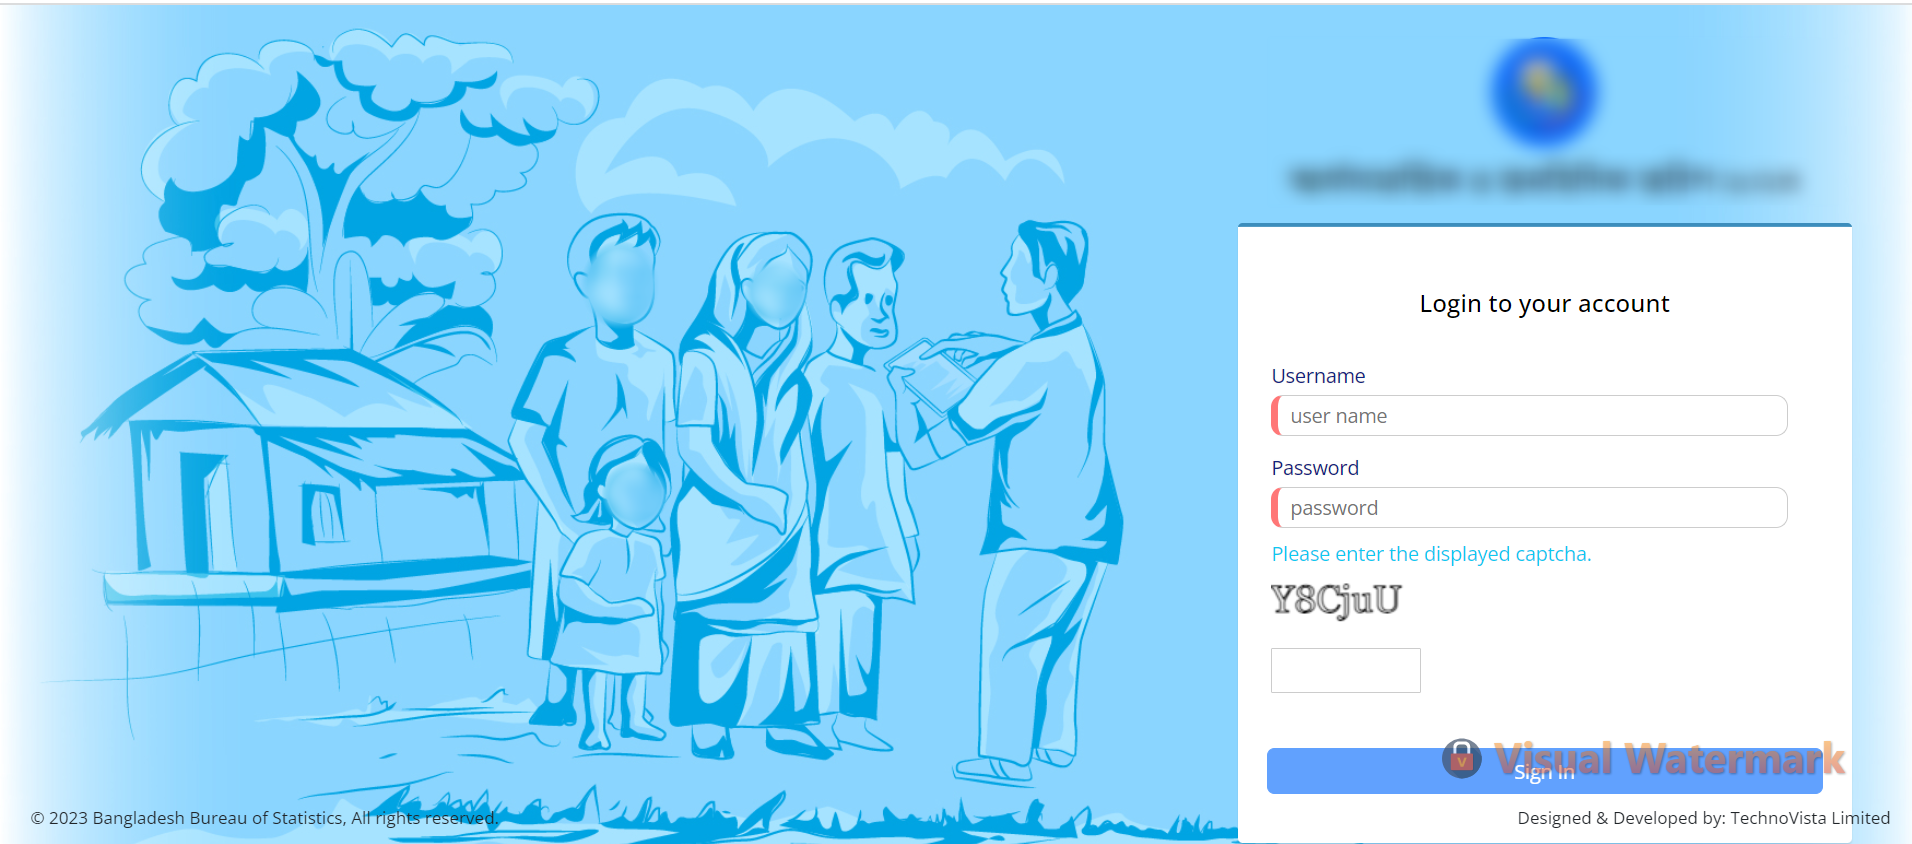 Login to your account
Username
user name
Password
password
Please enter the displayed captcha.
Y8CjuU
Visual Watermark
Sign In
© 2023 Bangladesh Bureau of Statistics, All rights reserved.
Designed & Developed by: TechnoVista Limited